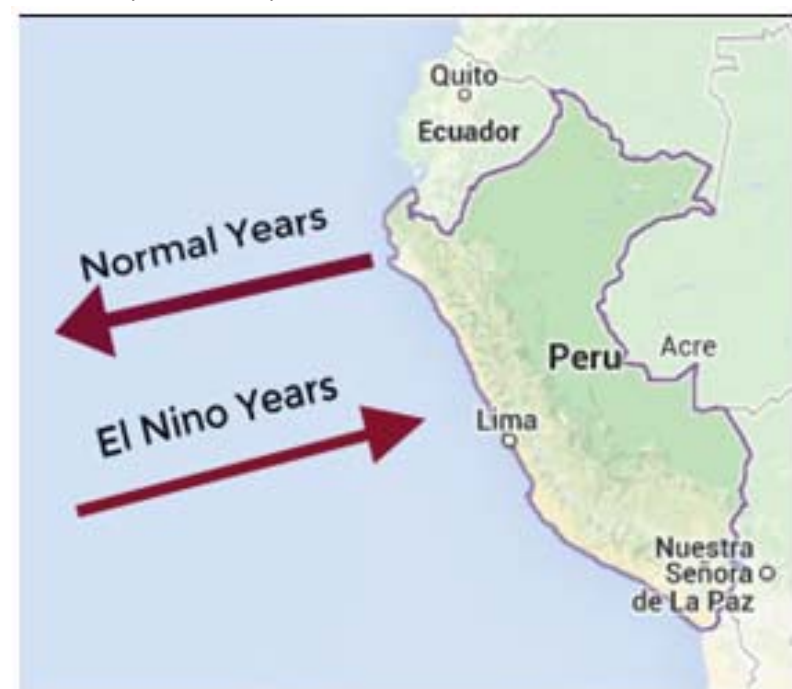 Quito
Ecuador
Normal Years
Peru
Acre
El Nino Years
Lima
Nuestra
Señora
de La Paz